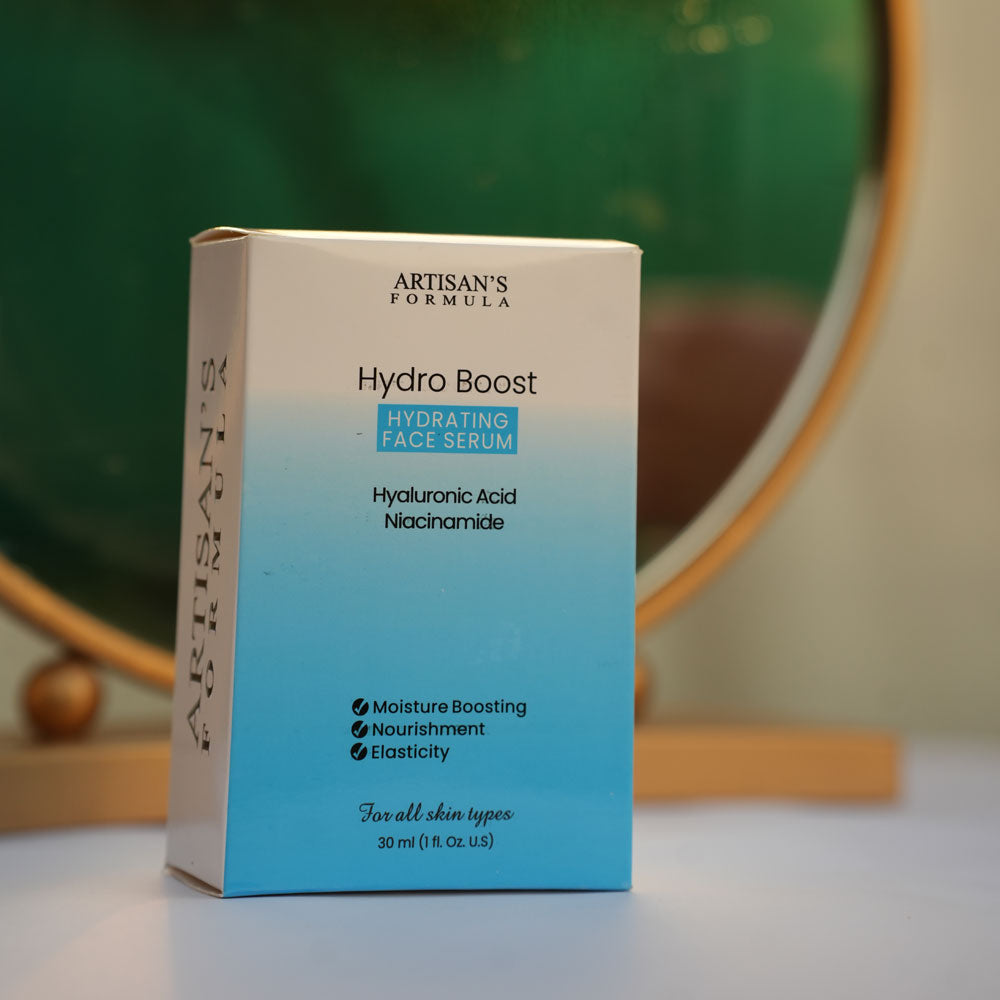 ARTISAN'S
FORMULA
Hydro Boost
HYDRATING
FACE SERUM
Hyaluronic Acid
Niacinamide
Moisture Boosting
Nourishment
Elasticity
For all skin types
30 ml (1 fl. Oz. U.S)
ARTISAN'S
FORMULA